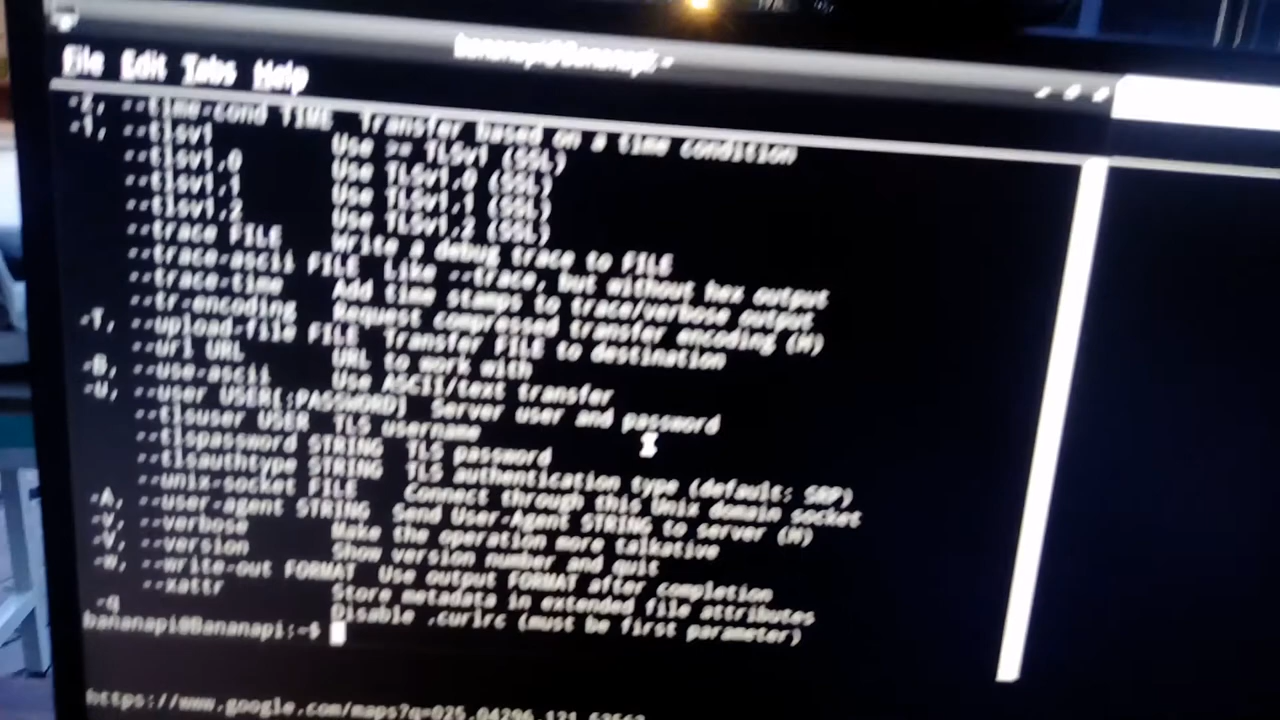 bananapi@Bananapi: ~
File Edit Tabs Help
-z, --time-cond TIME Transfer based on a time condition
-1, --tlsv1 Use >= TLSv1 (SSL)
--tlsv1.0 Use TLSv1.0 (SSL)
--tlsv1.1 Use TLSv1.1 (SSL)
--tlsv1.2 Use TLSv1.2 (SSL)
--trace FILE Write a debug trace to FILE
--trace-ascii FILE Like --trace, but without hex output
--trace-time Add time stamps to trace/verbose output
--tr-encoding Request compressed transfer encoding (H)
-T, --upload-file FILE Transfer FILE to destination
--url URL URL to work with
-B, --use-ascii Use ASCII/text transfer
-u, --user USER[:PASSWORD] Server user and password
--tlsuser USER TLS username
--tlspassword STRING TLS password
--tlsauthtype STRING TLS authentication type (default: SRP)
--unix-socket FILE Connect through this Unix domain socket
-A, --user-agent STRING Send User-Agent STRING to server (H)
-v, --verbose Make the operation more talkative
-V, --version Show version number and quit
-w, --write-out FORMAT Use output FORMAT after completion
--xattr Store metadata in extended file attributes
-q Disable .curlrc (must be first parameter)
bananapi@Bananapi:~$
https://www.google.com/maps?q=025.04296,121